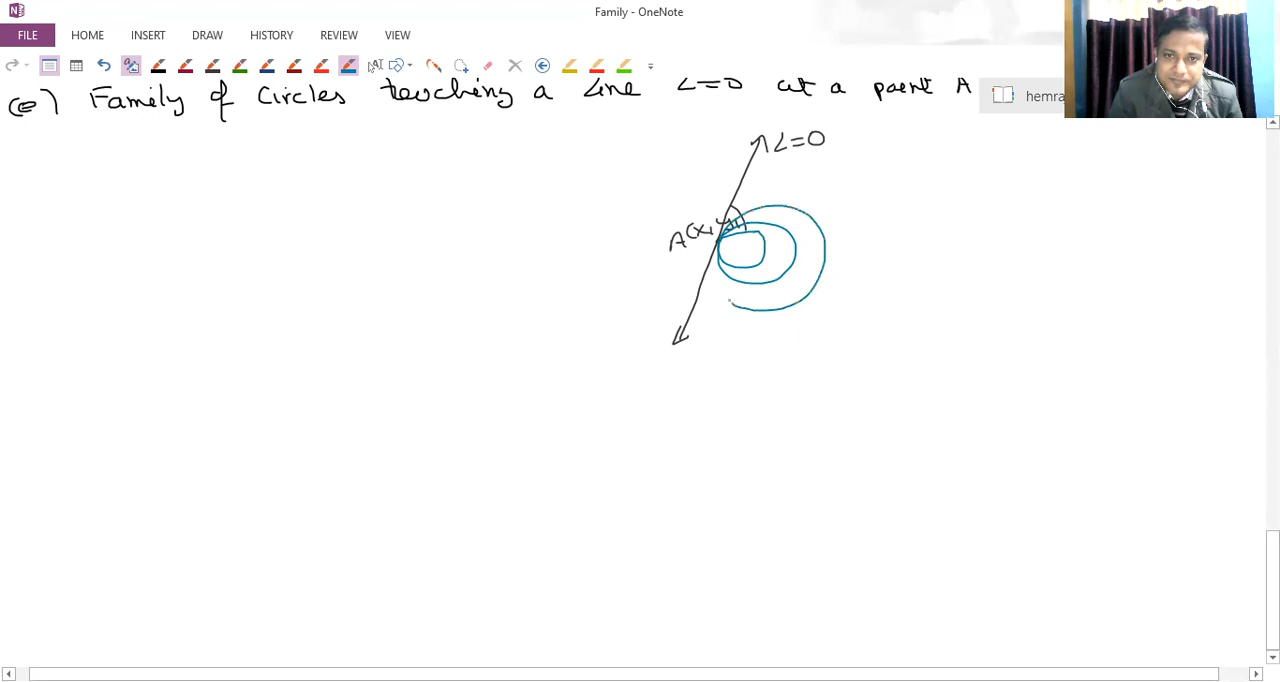 Family - OneNote
FILE HOME INSERT DRAW HISTORY REVIEW VIEW
(e) Family of Circles touching a Line L=0 at a point A
hemra
L=0
A(x1, y1)